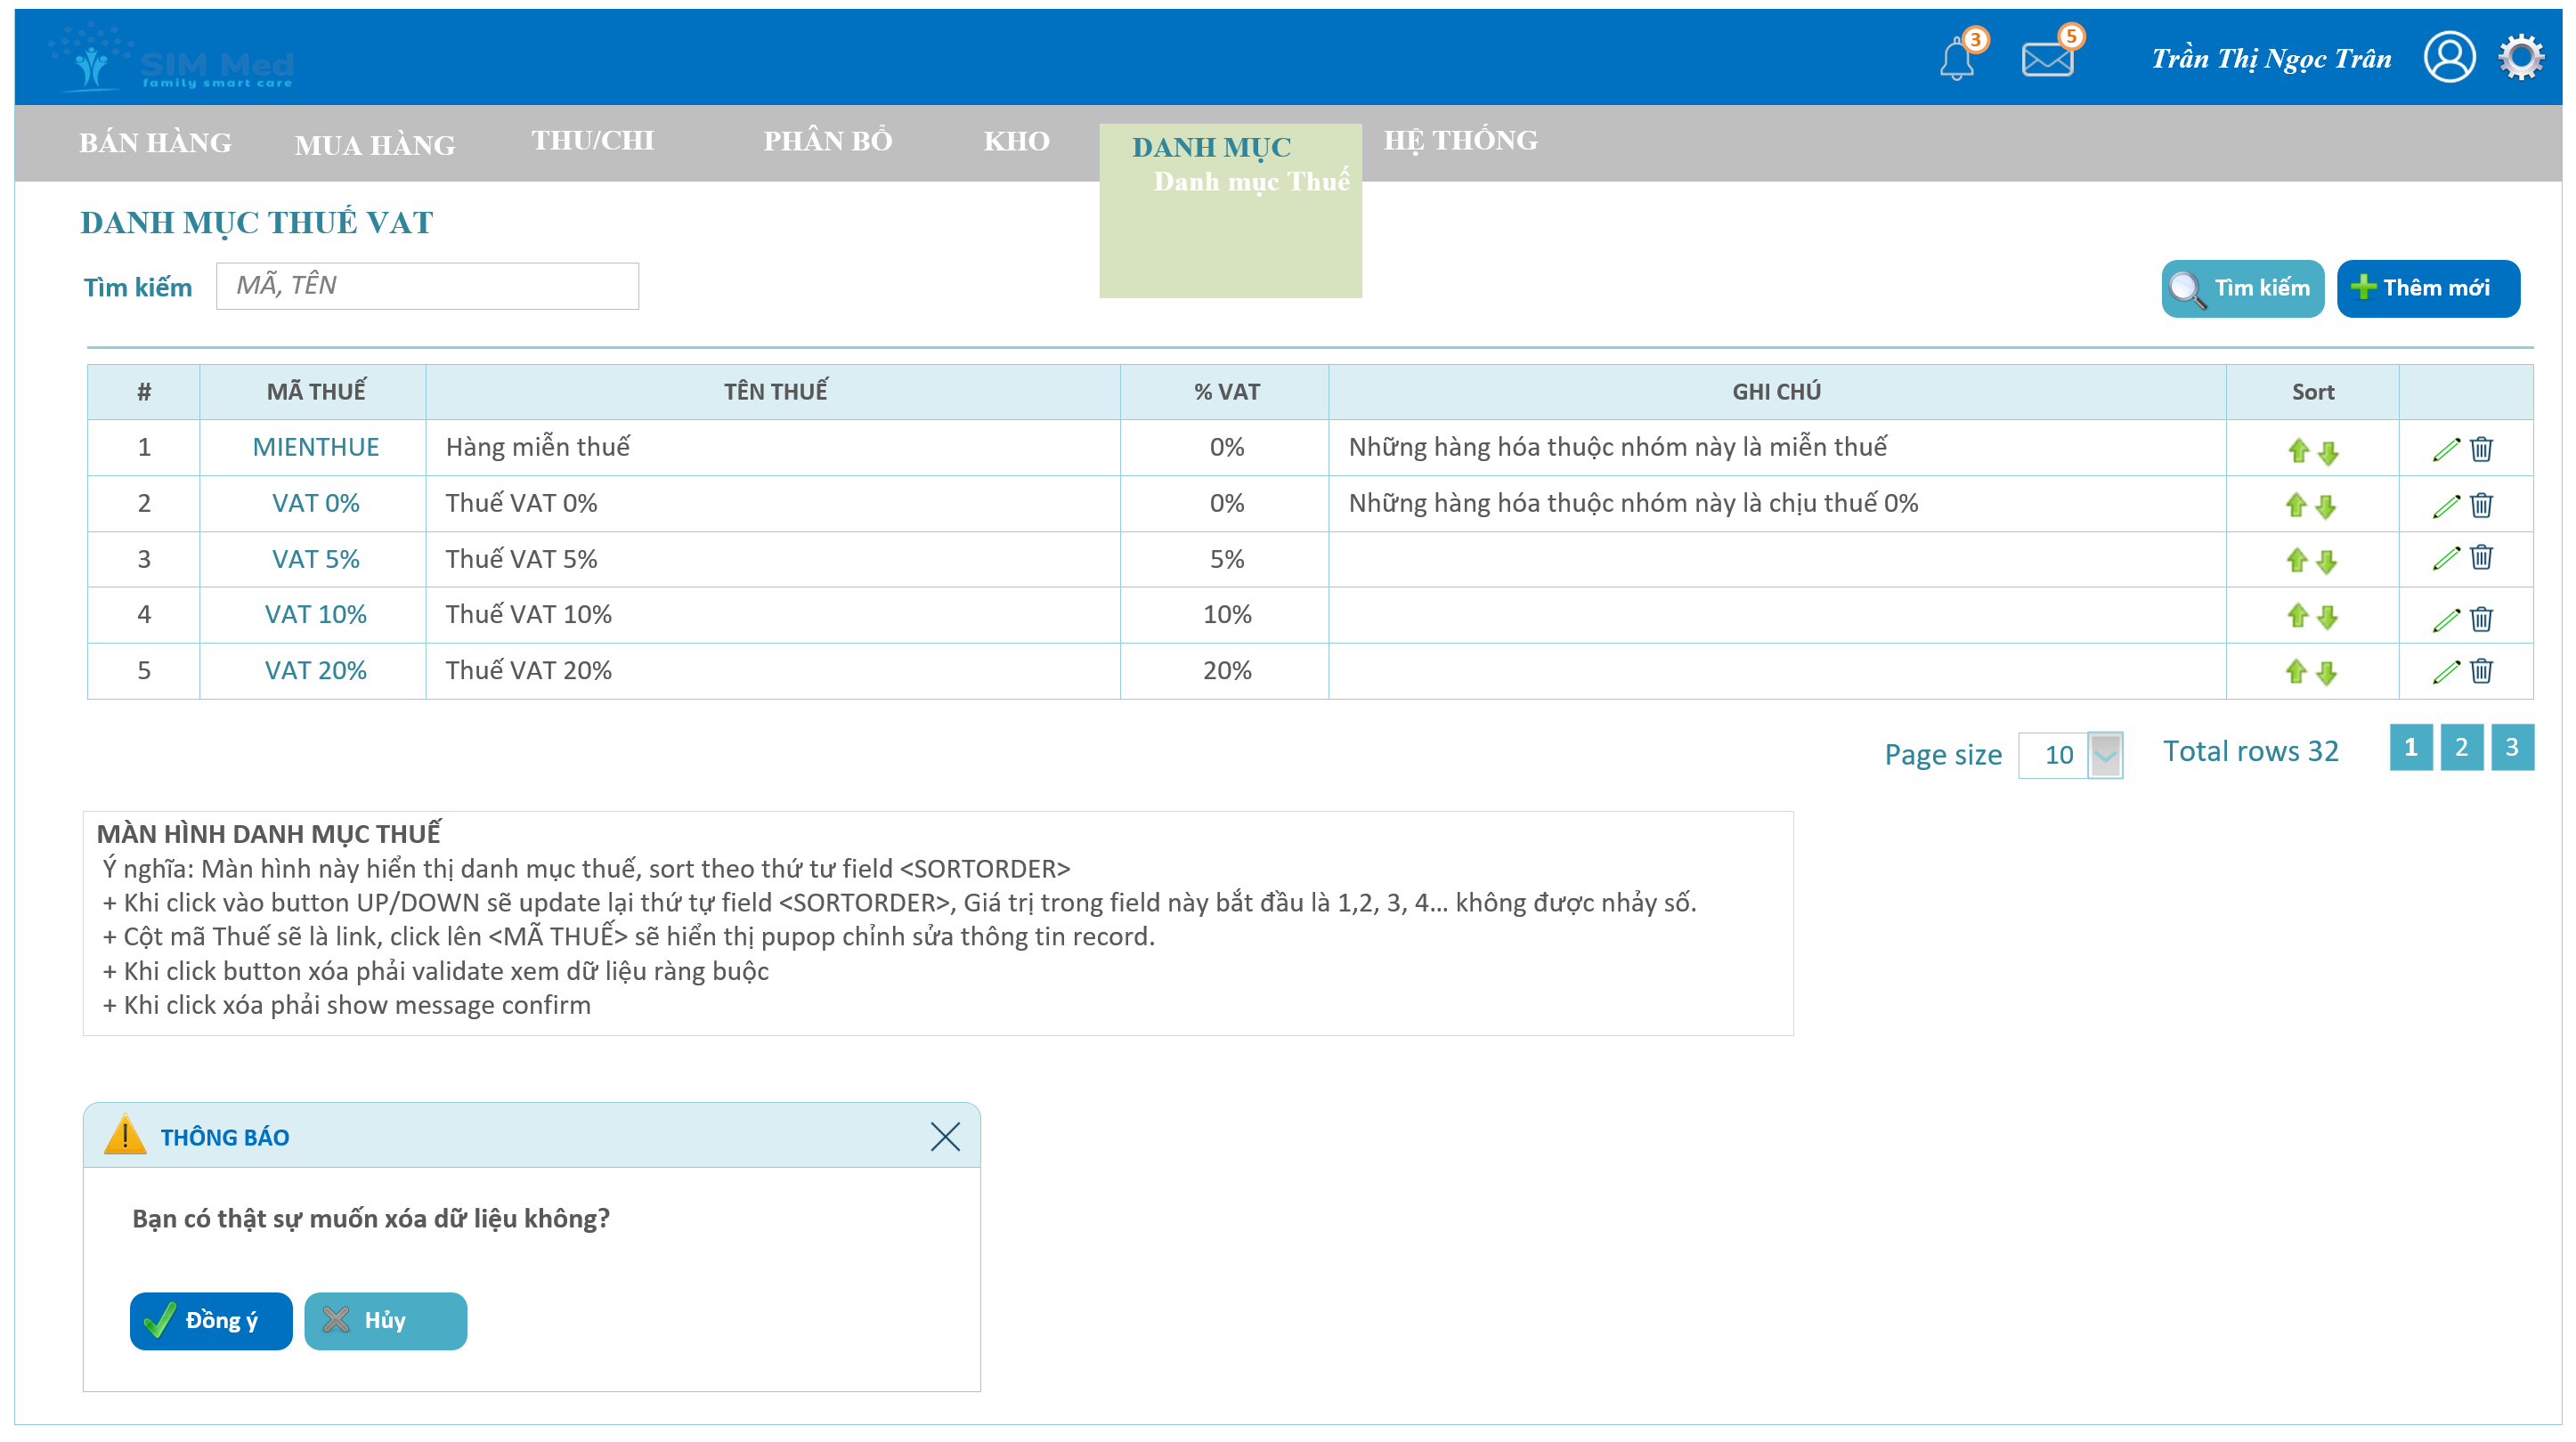 SIM Med
family smart care
3
5
Trần Thị Ngọc Trân
BÁN HÀNG
MUA HÀNG
THU/CHI
PHÂN BỔ
KHO
DANH MỤC
HỆ THỐNG
Danh mục Thuế
DANH MỤC THUẾ VAT
Tìm kiếm
MÃ, TÊN
Tìm kiếm
Thêm mới
# MÃ THUẾ TÊN THUẾ % VAT GHI CHÚ Sort
1 MIENTHUE Hàng miễn thuế 0% Những hàng hóa thuộc nhóm này là miễn thuế
2 VAT 0% Thuế VAT 0% 0% Những hàng hóa thuộc nhóm này là chịu thuế 0%
3 VAT 5% Thuế VAT 5% 5%
4 VAT 10% Thuế VAT 10% 10%
5 VAT 20% Thuế VAT 20% 20%
Page size 10 Total rows 32 1 2 3
MÀN HÌNH DANH MỤC THUẾ
Ý nghĩa: Màn hình này hiển thị danh mục thuế, sort theo thứ tư field <SORTORDER>
+ Khi click vào button UP/DOWN sẽ update lại thứ tự field <SORTORDER>, Giá trị trong field này bắt đầu là 1,2, 3, 4... không được nhảy số.
+ Cột mã Thuế sẽ là link, click lên <MÃ THUẾ> sẽ hiển thị pupop chỉnh sửa thông tin record.
+ Khi click button xóa phải validate xem dữ liệu ràng buộc
+ Khi click xóa phải show message confirm
THÔNG BÁO
Bạn có thật sự muốn xóa dữ liệu không?
Đồng ý
Hủy